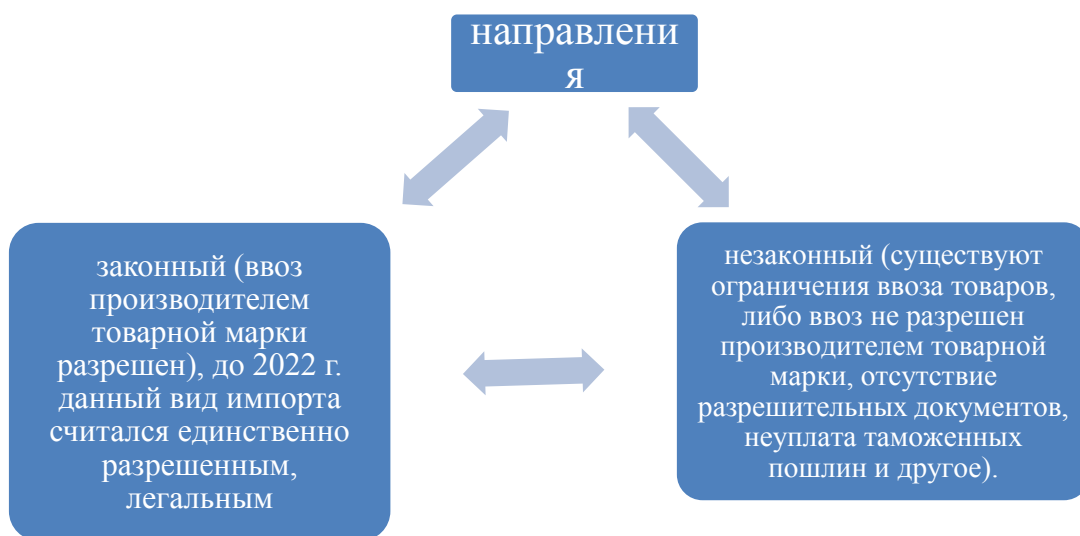 направлени
я
законный (ввоз
производителем
товарной марки
разрешен), до 2022 г.
данный вид импорта
считался единственно
разрешенным,
легальным
незаконный (существуют
ограничения ввоза товаров,
либо ввоз не разрешен
производителем товарной
марки, отсутствие
разрешительных документов,
неуплата таможенных
пошлин и другое).